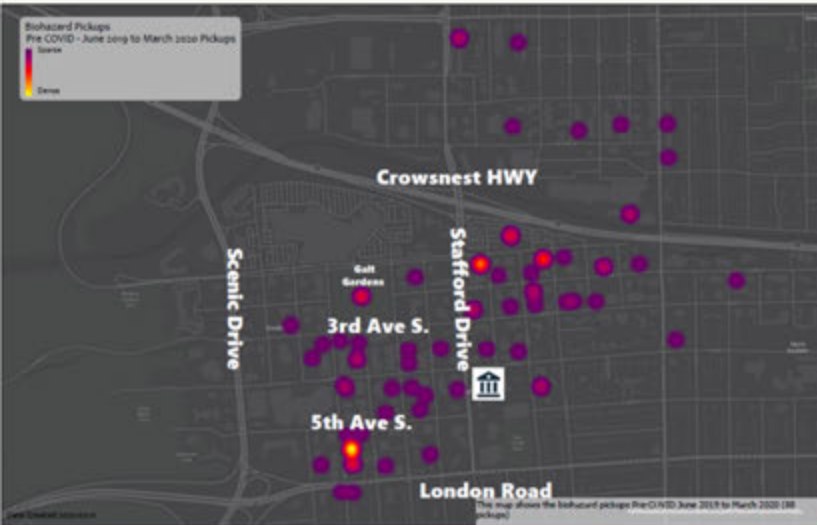 Biohazard Pickups
Pre COVID - June 2019 to March 2020 Pickups
Sparse
Dense
Crowsnest HWY
Scenic Drive
Stafford Drive
Galt
Gardens
3rd Ave S.
5th Ave S.
London Road
This map shows the biohazard pickups Pre COVID June 2019 to March 2020
pickups)